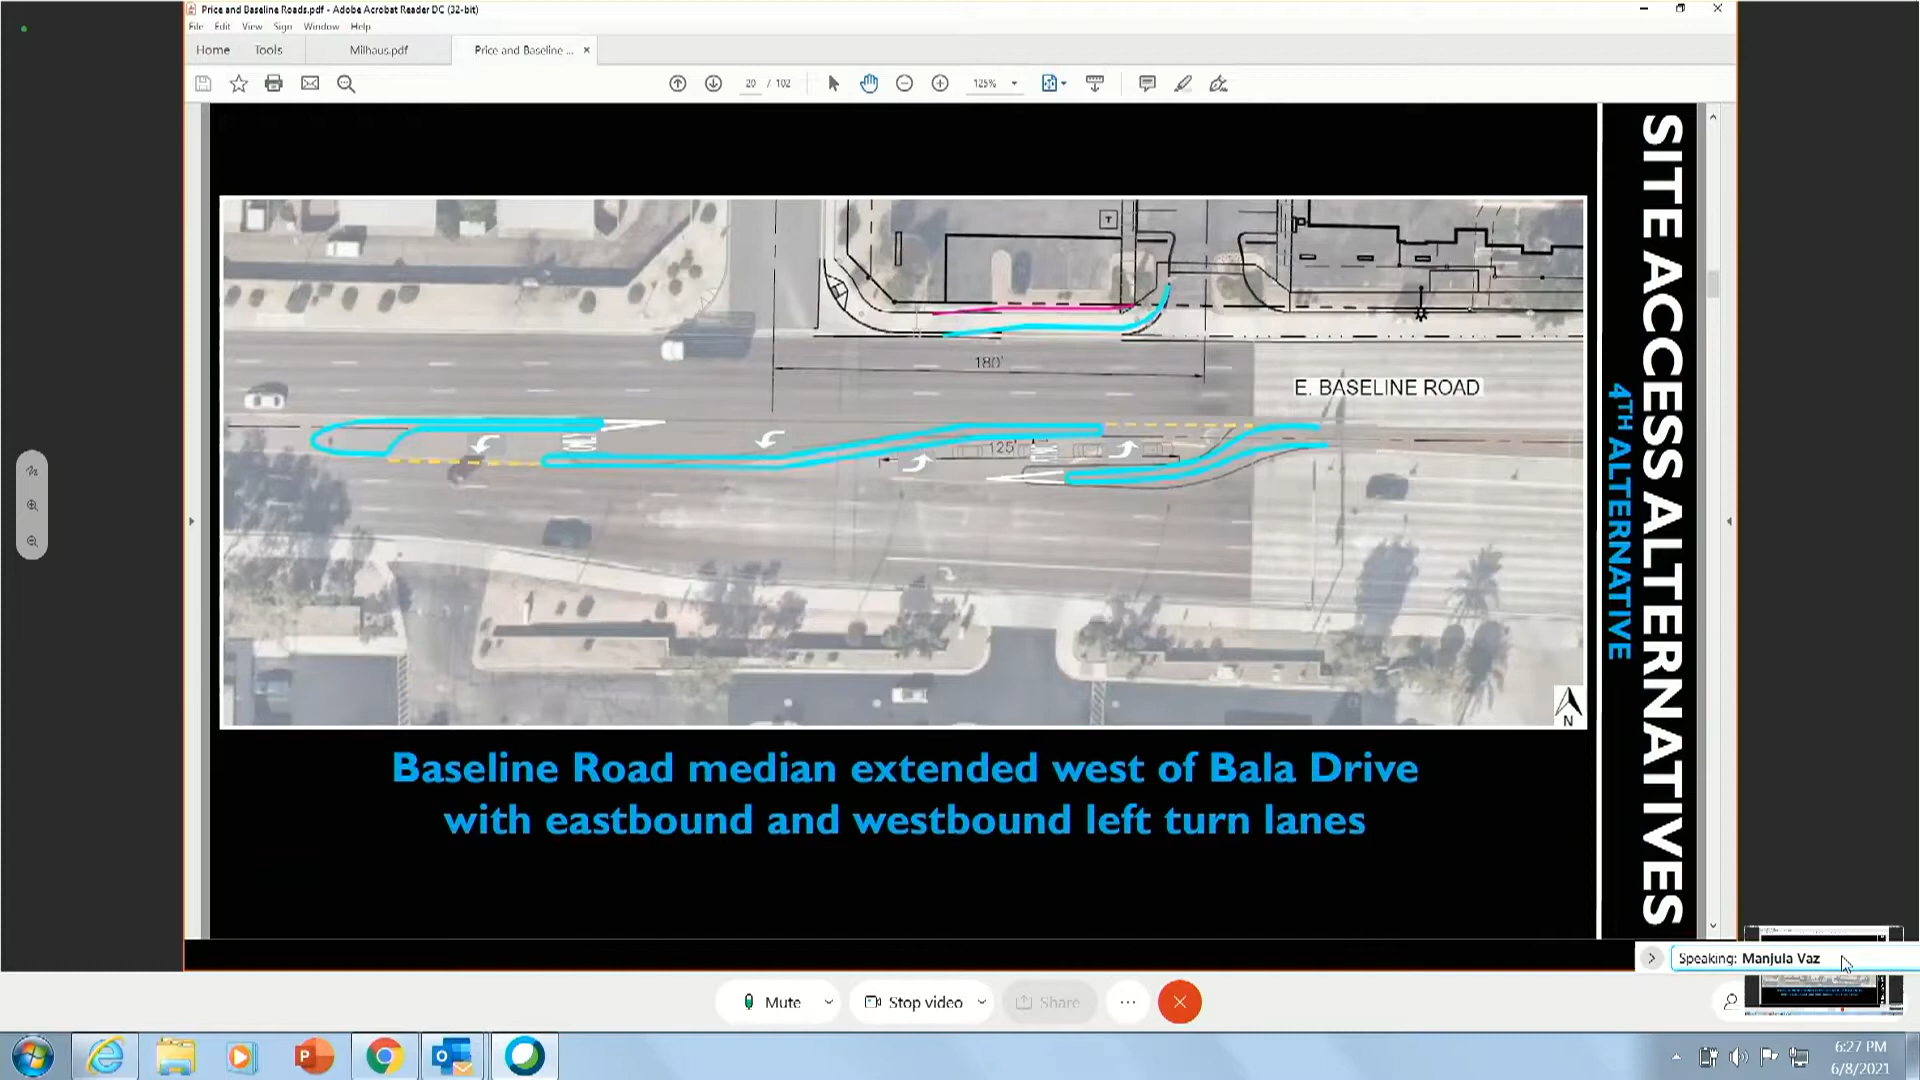 Price and Baseline Roads.pdf - Adobe Acrobat Reader DC (32-bit)
File Edit View Sign Window Help
Home Tools Milhaus.pdf Price and Baseline ... ×
20 / 102 125%
T
180'
E. BASELINE ROAD
125'
N
Baseline Road median extended west of Bala Drive
with eastbound and westbound left turn lanes
SITE ACCESS ALTERNATIVES
4TH ALTERNATIVE
Speaking: Manjula Vaz
Mute Stop video Share
6:27 PM
6/8/2021